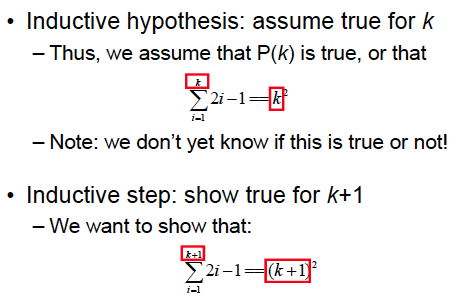 • Inductive hypothesis: assume true for k
– Thus, we assume that P(k) is true, or that
k
∑ 2i−1==k²
i=1
– Note: we don't yet know if this is true or not!
• Inductive step: show true for k+1
– We want to show that:
k+1
∑ 2i−1==(k+1)²
i=1